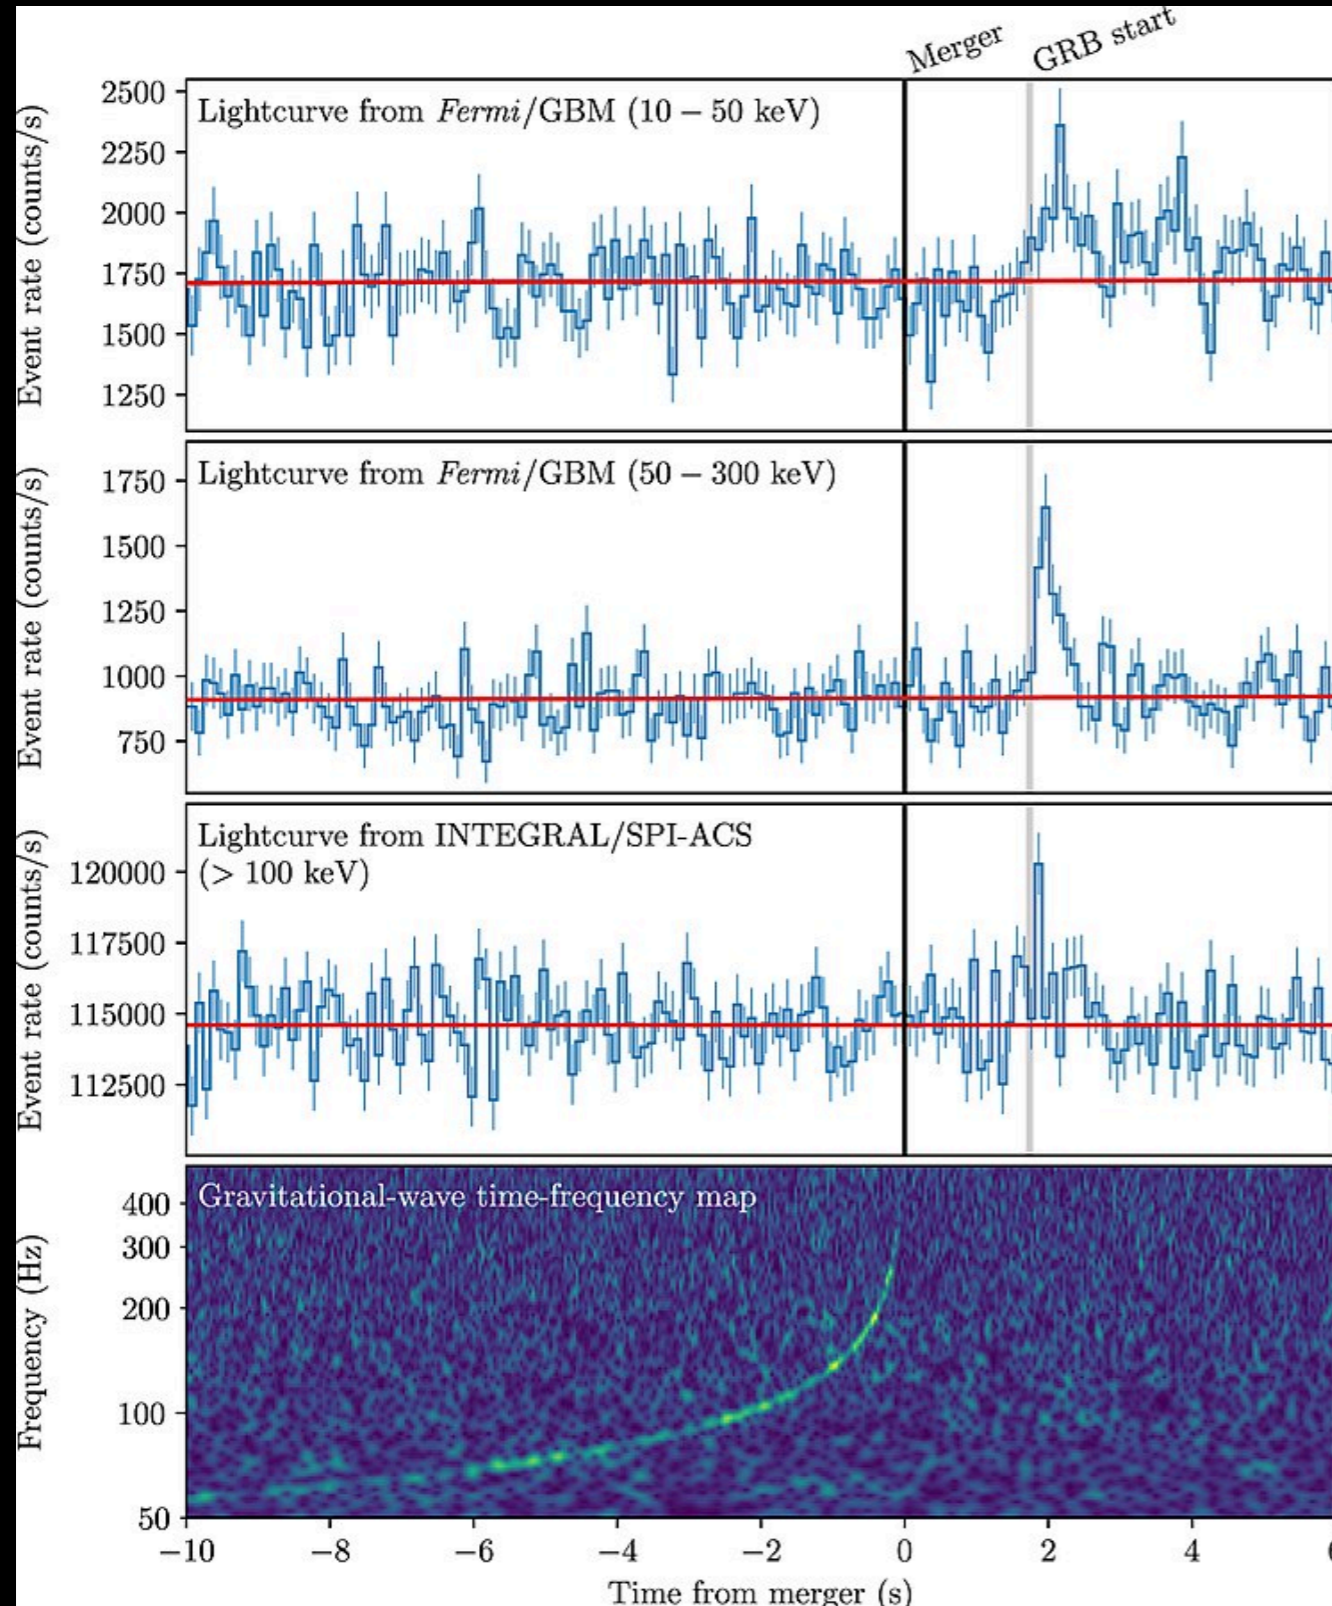 Merger
GRB start
Lightcurve from Fermi/GBM (10 – 50 keV)
Event rate (counts/s)
2500
2250
2000
1750
1500
1250
Lightcurve from Fermi/GBM (50 – 300 keV)
Event rate (counts/s)
1750
1500
1250
1000
750
Lightcurve from INTEGRAL/SPI-ACS
(> 100 keV)
Event rate (counts/s)
120000
117500
115000
112500
Gravitational-wave time-frequency map
Frequency (Hz)
400
300
200
100
50
−10 −8 −6 −4 −2 0 2 4
Time from merger (s)